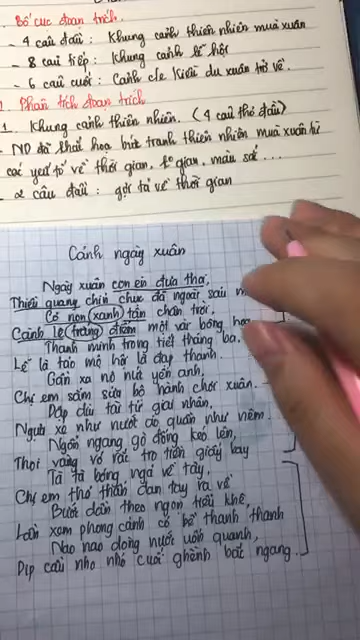 . Bố cục đoạn trích.
- 4 câu đầu: Khung cảnh thiên nhiên mùa xuân
- 8 câu tiếp: Khung cảnh lễ hội
- 6 câu cuối: Cảnh c/e Kiều du xuân trở về.
Phân tích đoạn trích
1. Khung cảnh thiên nhiên. (4 câu thơ đầu)
- ND đã khai hoạ bức tranh thiên nhiên mùa xuân từ
các yếu tố về thời gian, ko gian, màu sắc...
2 câu đầu: gợi tả về thời gian
Cảnh ngày xuân
Ngày xuân con én đưa thoi,
Thiều quang chín chục đã ngoài sáu m
Cỏ non (xanh) tận chân trời,
Cành lê (trắng) điểm một vài bông hoa
Thanh minh trong tiết tháng ba.
Lễ là tảo mộ hội là đạp thanh.
Gần xa nô nức yến anh,
Chị em sắm sửa bộ hành chơi xuân.
Dập dìu tài tử giai nhân,
Ngựa xe như nước áo quần như nêm.
Ngổn ngang gò đống kéo lên,
Thoi vàng vó rắc tro tiền giấy bay
Tà tà bóng ngả về tây,
Chị em thơ thẩn dan tay ra về
Bước dần theo ngọn tiểu khê,
Lần xem phong cảnh có bề thanh thanh
Nao nao dòng nước uốn quanh,
Dịp cầu nho nhỏ cuối ghềnh bắt ngang.